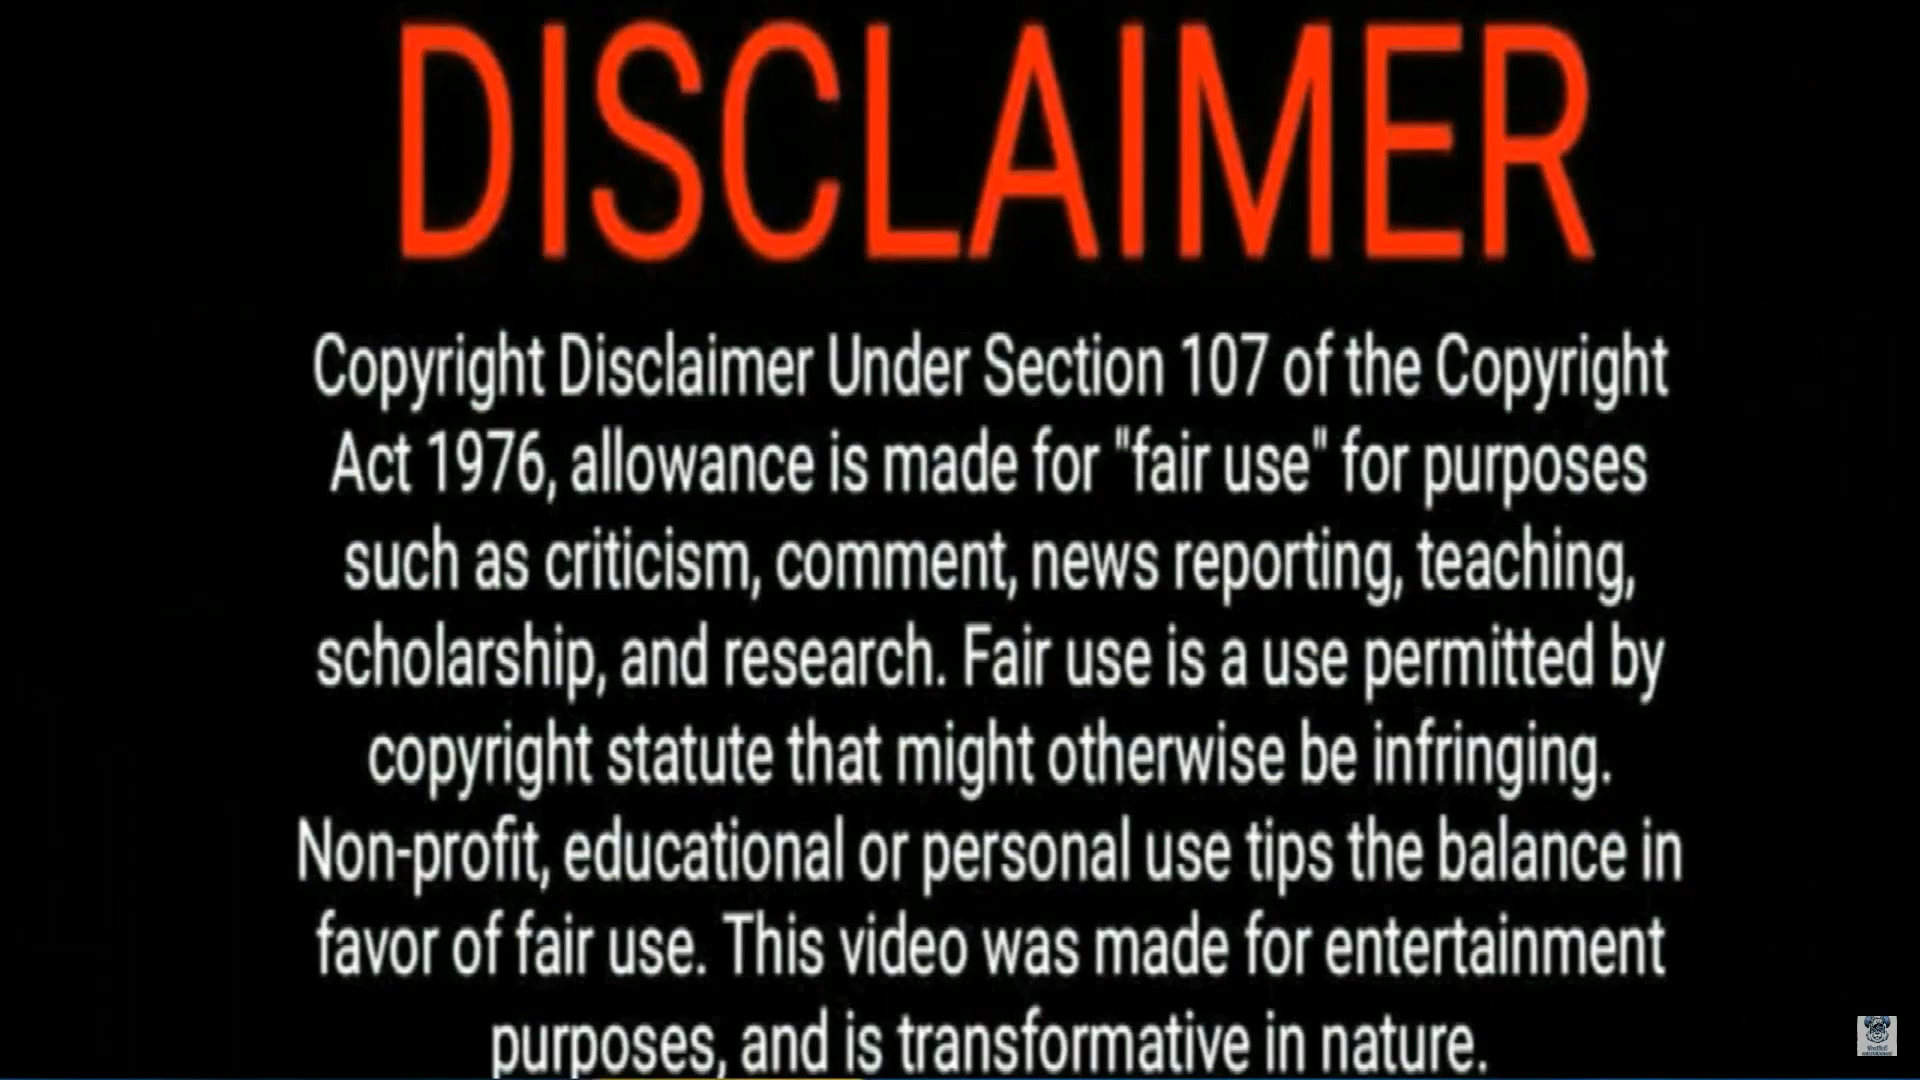 DISCLAIMER
Copyright Disclaimer Under Section 107 of the Copyright
Act 1976, allowance is made for "fair use" for purposes
such as criticism, comment, news reporting, teaching,
scholarship, and research. Fair use is a use permitted by
copyright statute that might otherwise be infringing.
Non-profit, educational or personal use tips the balance in
favor of fair use. This video was made for entertainment
purposes, and is transformative in nature.